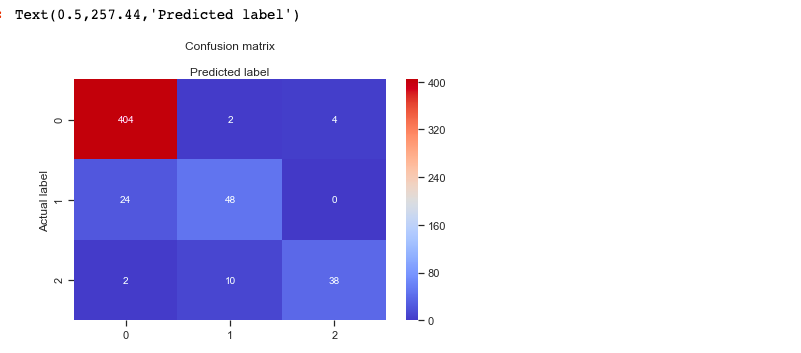 : Text(0.5,257.44,'Predicted label')
Confusion matrix
Predicted label
400
0 404 2 4
320
240
Actual label
1 24 48 0
160
80
2 2 10 38
0
0 1 2